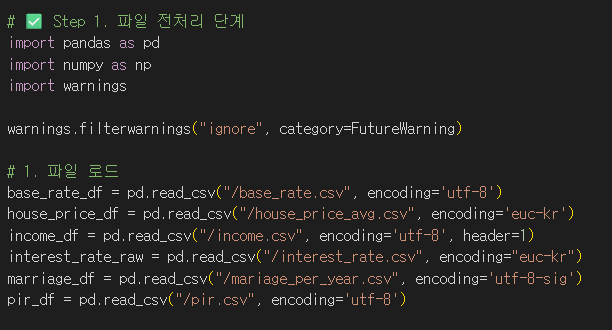 # ✅ Step 1. 파일 전처리 단계
import pandas as pd
import numpy as np
import warnings
warnings.filterwarnings("ignore", category=FutureWarning)
# 1. 파일 로드
base_rate_df = pd.read_csv("/base_rate.csv", encoding='utf-8')
house_price_df = pd.read_csv("/house_price_avg.csv", encoding='euc-kr')
income_df = pd.read_csv("/income.csv", encoding='utf-8', header=1)
interest_rate_raw = pd.read_csv("/interest_rate.csv", encoding="euc-kr")
marriage_df = pd.read_csv("/mariage_per_year.csv", encoding='utf-8-sig')
pir_df = pd.read_csv("/pir.csv", encoding='utf-8')